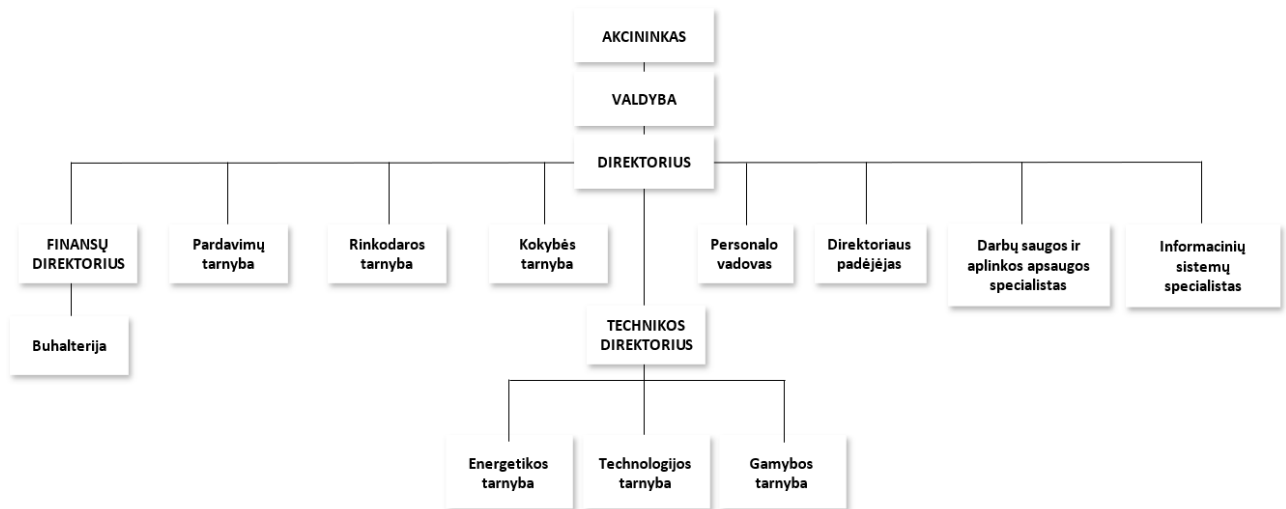 AKCININKAS
VALDYBA
DIREKTORIUS
FINANSŲ
DIREKTORIUS
Pardavimų
tarnyba
Rinkodaros
tarnyba
Kokybės
tarnyba
Personalo
vadovas
Direktoriaus
padėjėjas
Darbų saugos ir
aplinkos apsaugos
specialistas
Informacinių
sistemų
specialistas
Buhalterija
TECHNIKOS
DIREKTORIUS
Energetikos
tarnyba
Technologijos
tarnyba
Gamybos
tarnyba